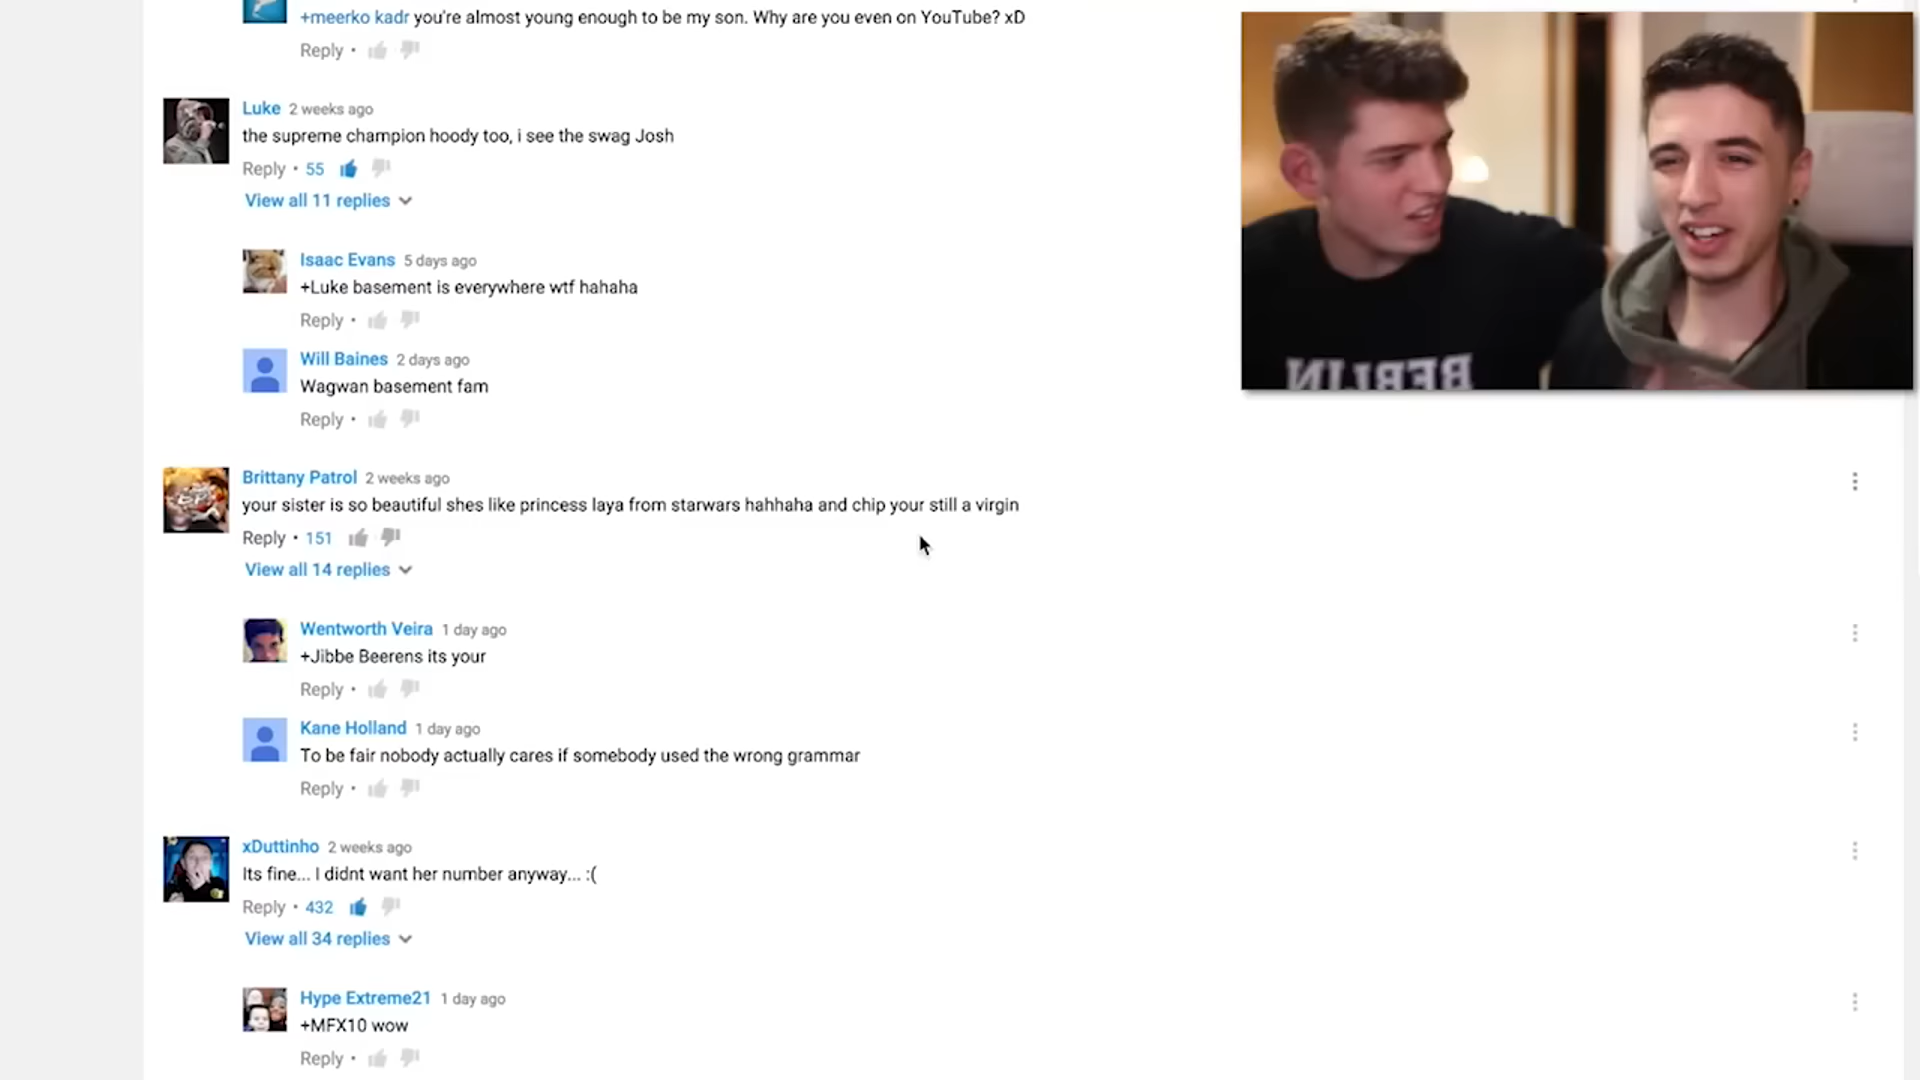 +meerko kadr you're almost young enough to be my son. Why are you even on YouTube? xD
Reply •
Luke 2 weeks ago
the supreme champion hoody too, i see the swag Josh
Reply • 55
View all 11 replies
Isaac Evans 5 days ago
+Luke basement is everywhere wtf hahaha
Reply •
Will Baines 2 days ago
Wagwan basement fam
Reply •
Brittany Patrol 2 weeks ago
your sister is so beautiful shes like princess laya from starwars hahhaha and chip your still a virgin
Reply • 151
View all 14 replies
Wentworth Veira 1 day ago
+Jibbe Beerens its your
Reply •
Kane Holland 1 day ago
To be fair nobody actually cares if somebody used the wrong grammar
Reply •
xDuttinho 2 weeks ago
Its fine... I didnt want her number anyway... :(
Reply • 432
View all 34 replies
Hype Extreme21 1 day ago
+MFX10 wow
Reply •
BERLIN